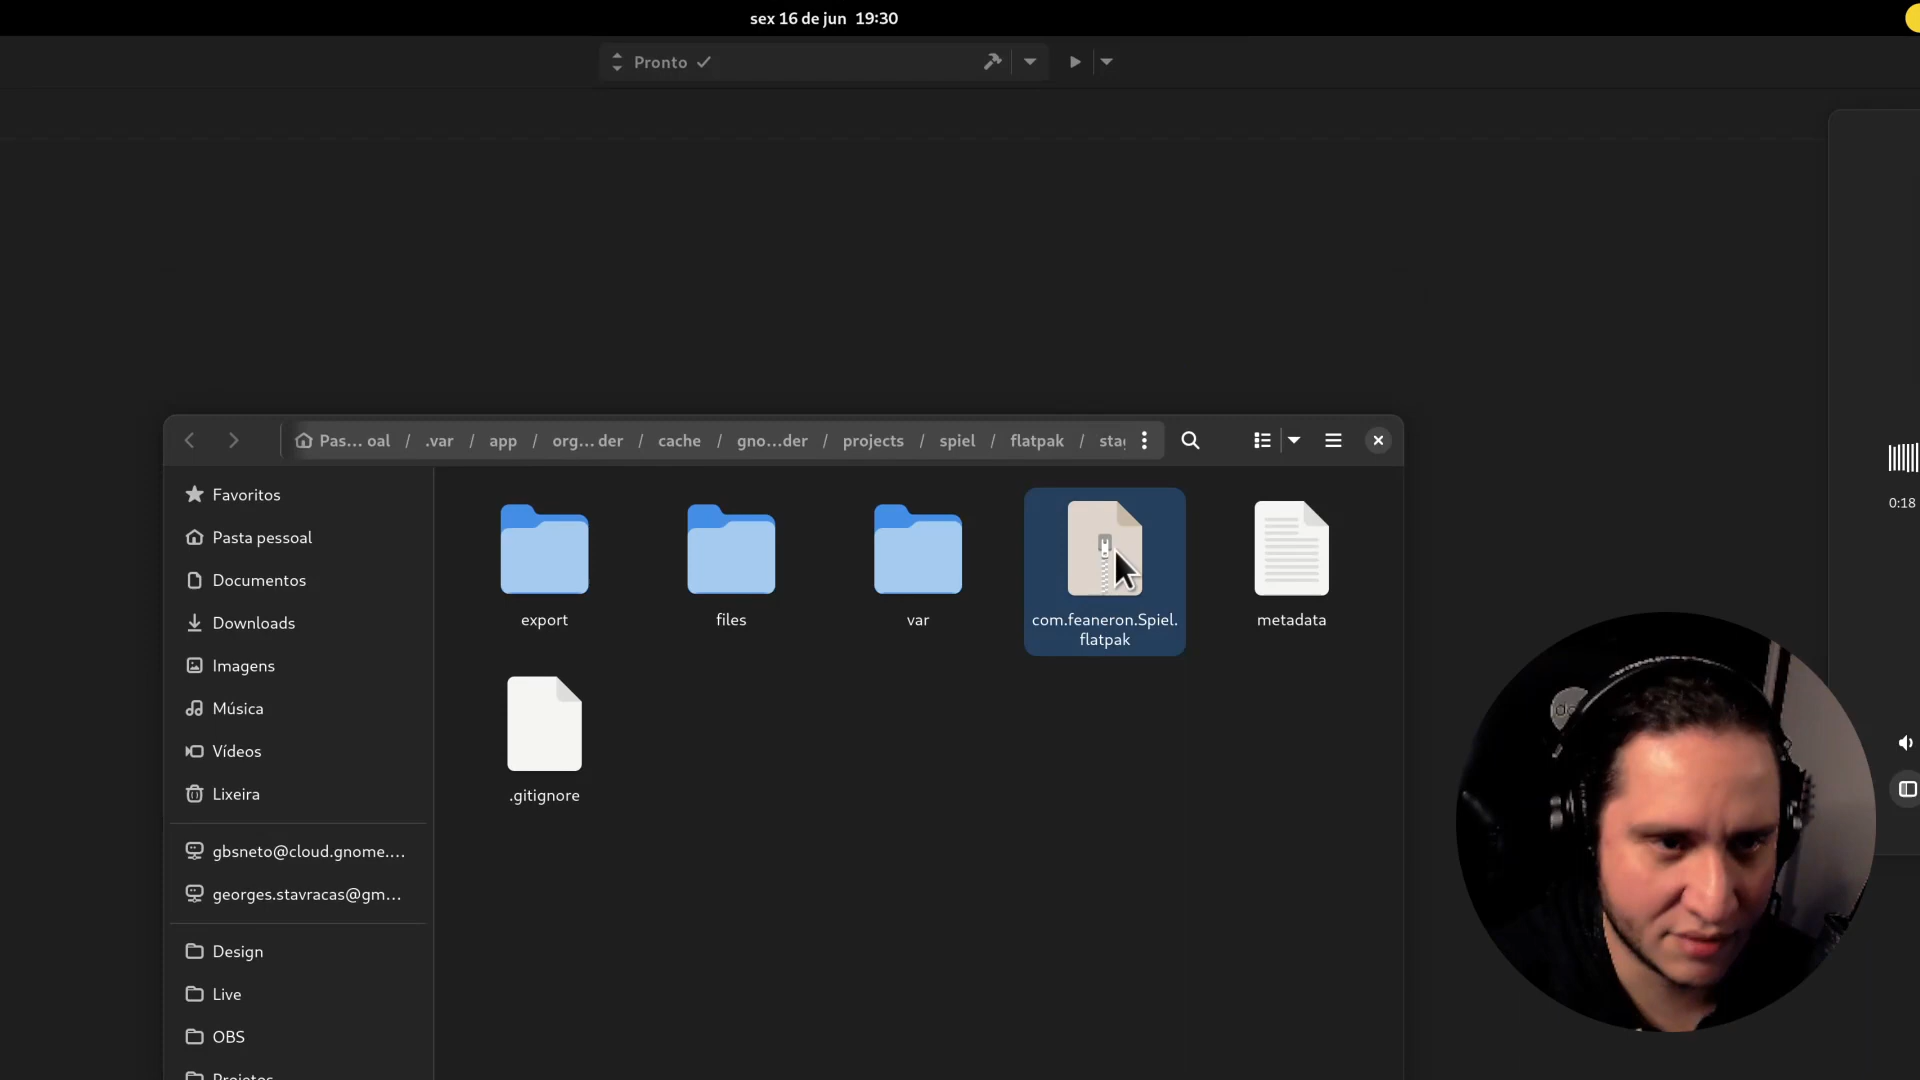 sex 16 de jun 19:30
Pronto
Pas… oal / .var / app / org… der / cache / gno…der / projects / spiel / flatpak / sta
Favoritos
Pasta pessoal
Documentos
Downloads
Imagens
Música
Vídeos
Lixeira
gbsneto@cloud.gnome.…
georges.stavracas@gm…
Design
Live
OBS
Projetos
export
files
var
com.feaneron.Spiel.
flatpak
metadata
.gitignore
0:18